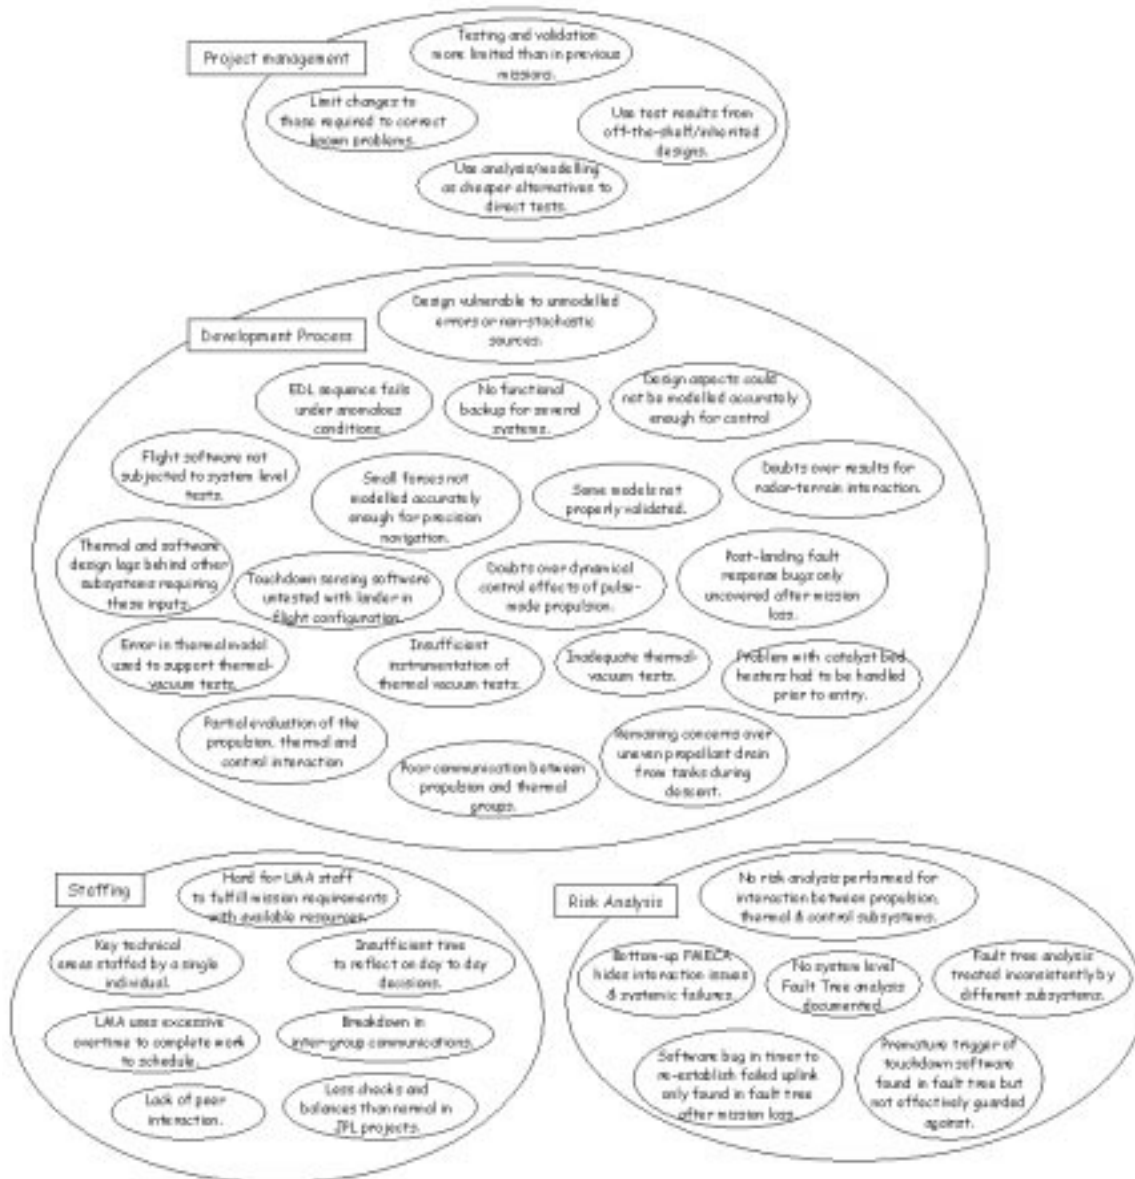 Project management
Testing and validation
more limited than in previous
missions.
Limit changes to
those required to correct
known problems.
Use test results from
off-the-shelf/inherited
designs.
Use analysis/modelling
as cheaper alternatives to
direct tests.
Development Process
Design vulnerable to unmodelled
errors or non-stochastic
sources.
EDL sequence fails
under anomalous
conditions.
No functional
backup for several
systems.
Design aspects could
not be modelled accurately
enough for control
Flight software not
subjected to system level
tests.
Small forces not
modelled accurately
enough for precision
navigation.
Some models not
properly validated.
Doubts over results for
radar-terrain interaction.
Thermal and software
design lags behind other
subsystems requiring
these inputs.
Touchdown sensing software
untested with lander in
flight configuration.
Doubts over dynamical
control effects of pulse-
mode propulsion.
Post-landing fault
response bugs only
uncovered after mission
loss.
Error in thermal model
used to support thermal-
vacuum tests.
Insufficient
instrumentation of
thermal vacuum tests.
Inadequate thermal-
vacuum tests.
Problem with catalyst bed
heaters had to be handled
prior to entry.
Partial evaluation of the
propulsion, thermal and
control interaction
Poor communication between
propulsion and thermal
groups.
Remaining concerns over
uneven propellant drain
from tanks during
descent.
Staffing
Hard for LMA staff
to fulfill mission requirements
with available resources.
Key technical
areas staffed by a single
individual.
Insufficient time
to reflect on day to day
decisions.
LMA uses excessive
overtime to complete work
to schedule.
Breakdown in
inter-group communications.
Lack of peer
interaction.
Less checks and
balances than normal in
JPL projects.
Risk Analysis
No risk analysis performed for
interaction between propulsion,
thermal & control subsystems.
Bottom-up FMECA
hides interaction issues
& systemic failures.
No system level
Fault Tree analysis
documented.
Fault tree analysis
treated inconsistently by
different subsystems.
Software bug in timer to
re-establish failed uplink
only found in fault tree
after mission loss.
Premature trigger of
touchdown software
found in fault tree but
not effectively guarded
against.